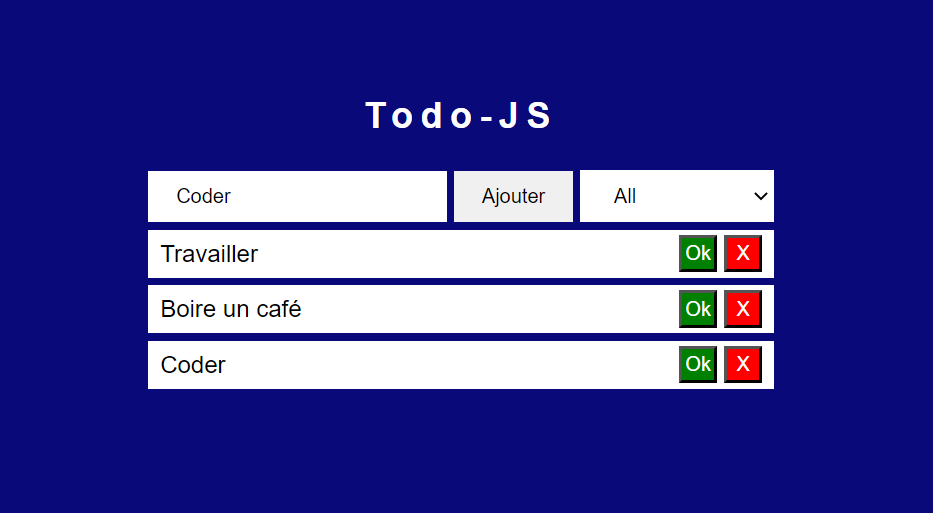 Todo-JS
Coder Ajouter All
Travailler Ok X
Boire un café Ok X
Coder Ok X